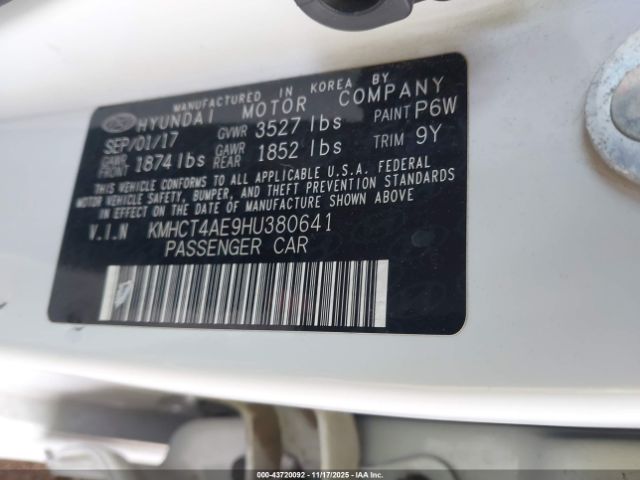 MANUFACTURED IN KOREA BY
HYUNDAI MOTOR COMPANY
SEP/01/17 GVWR 3527 lbs PAINT P6W
GAWR FRONT 1874 lbs GAWR REAR 1852 lbs TRIM 9Y
THIS VEHICLE CONFORMS TO ALL APPLICABLE U.S.A. FEDERAL
MOTOR VEHICLE SAFETY, BUMPER, AND THEFT PREVENTION STANDARDS
IN EFFECT ON THE DATE OF MANUFACTURE SHOWN ABOVE.
V.I.N KMHCT4AE9HU380641
PASSENGER CAR
000-43720092 11/17/2025 Copyright © IAA, LLC